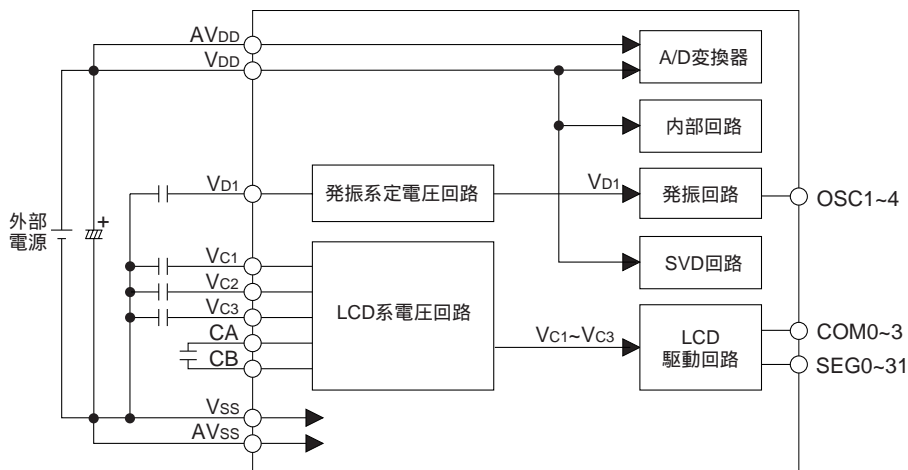 AVDD
VDD
A/D変換器
内部回路
VD1
発振系定電圧回路
VD1
発振回路
OSC1~4
外部
電源
+
SVD回路
VC1
VC2
VC3
CA
CB
LCD系電圧回路
VC1~VC3
LCD
駆動回路
COM0~3
SEG0~31
VSS
AVSS